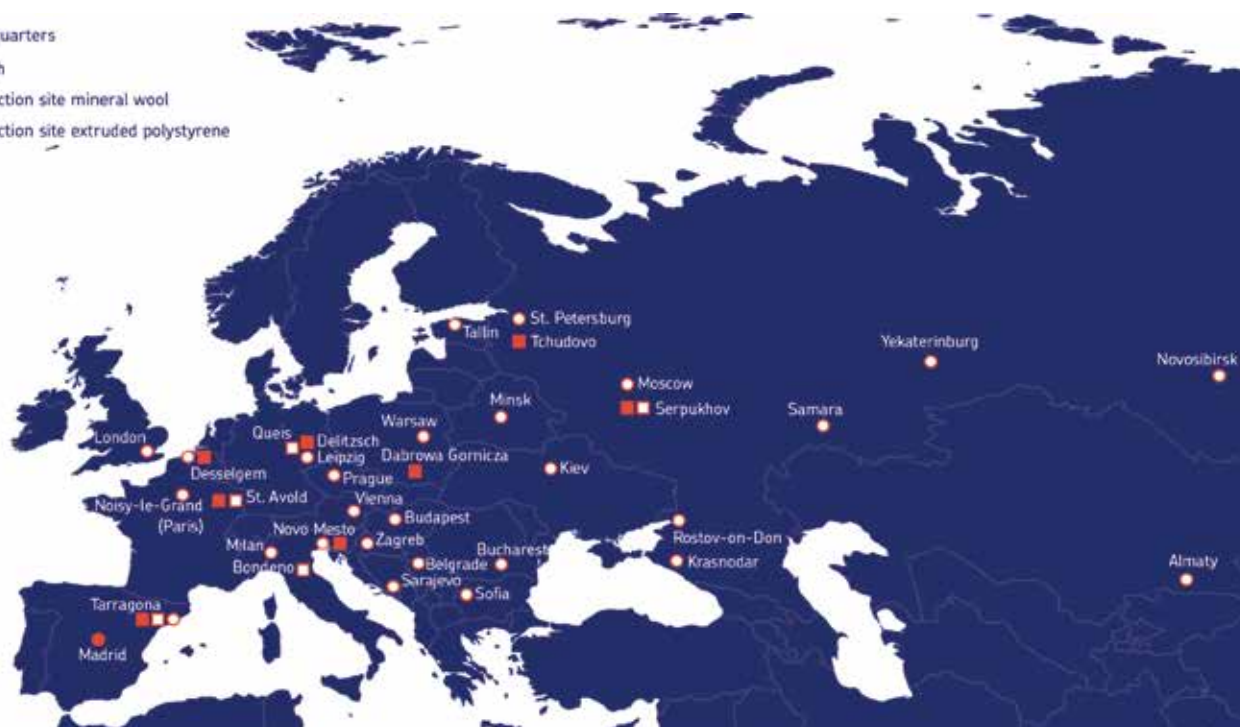 uarters
h
ction site mineral wool
ction site extruded polystyrene
St. Petersburg
Tallin
Tchudovo
Yekaterinburg
Novosibirsk
Moscow
Minsk
Serpukhov
Samara
Warsaw
London
Queis
Delitzsch
Leipzig
Dabrowa Gornicza
Kiev
Desselgem
Prague
Noisy-le-Grand
(Paris)
St. Avold
Vienna
Budapest
Novo Mesto
Rostov-on-Don
Milan
Zagreb
Bucharest
Bondeno
Belgrade
Krasnodar
Almaty
Sarajevo
Sofia
Tarragona
Madrid